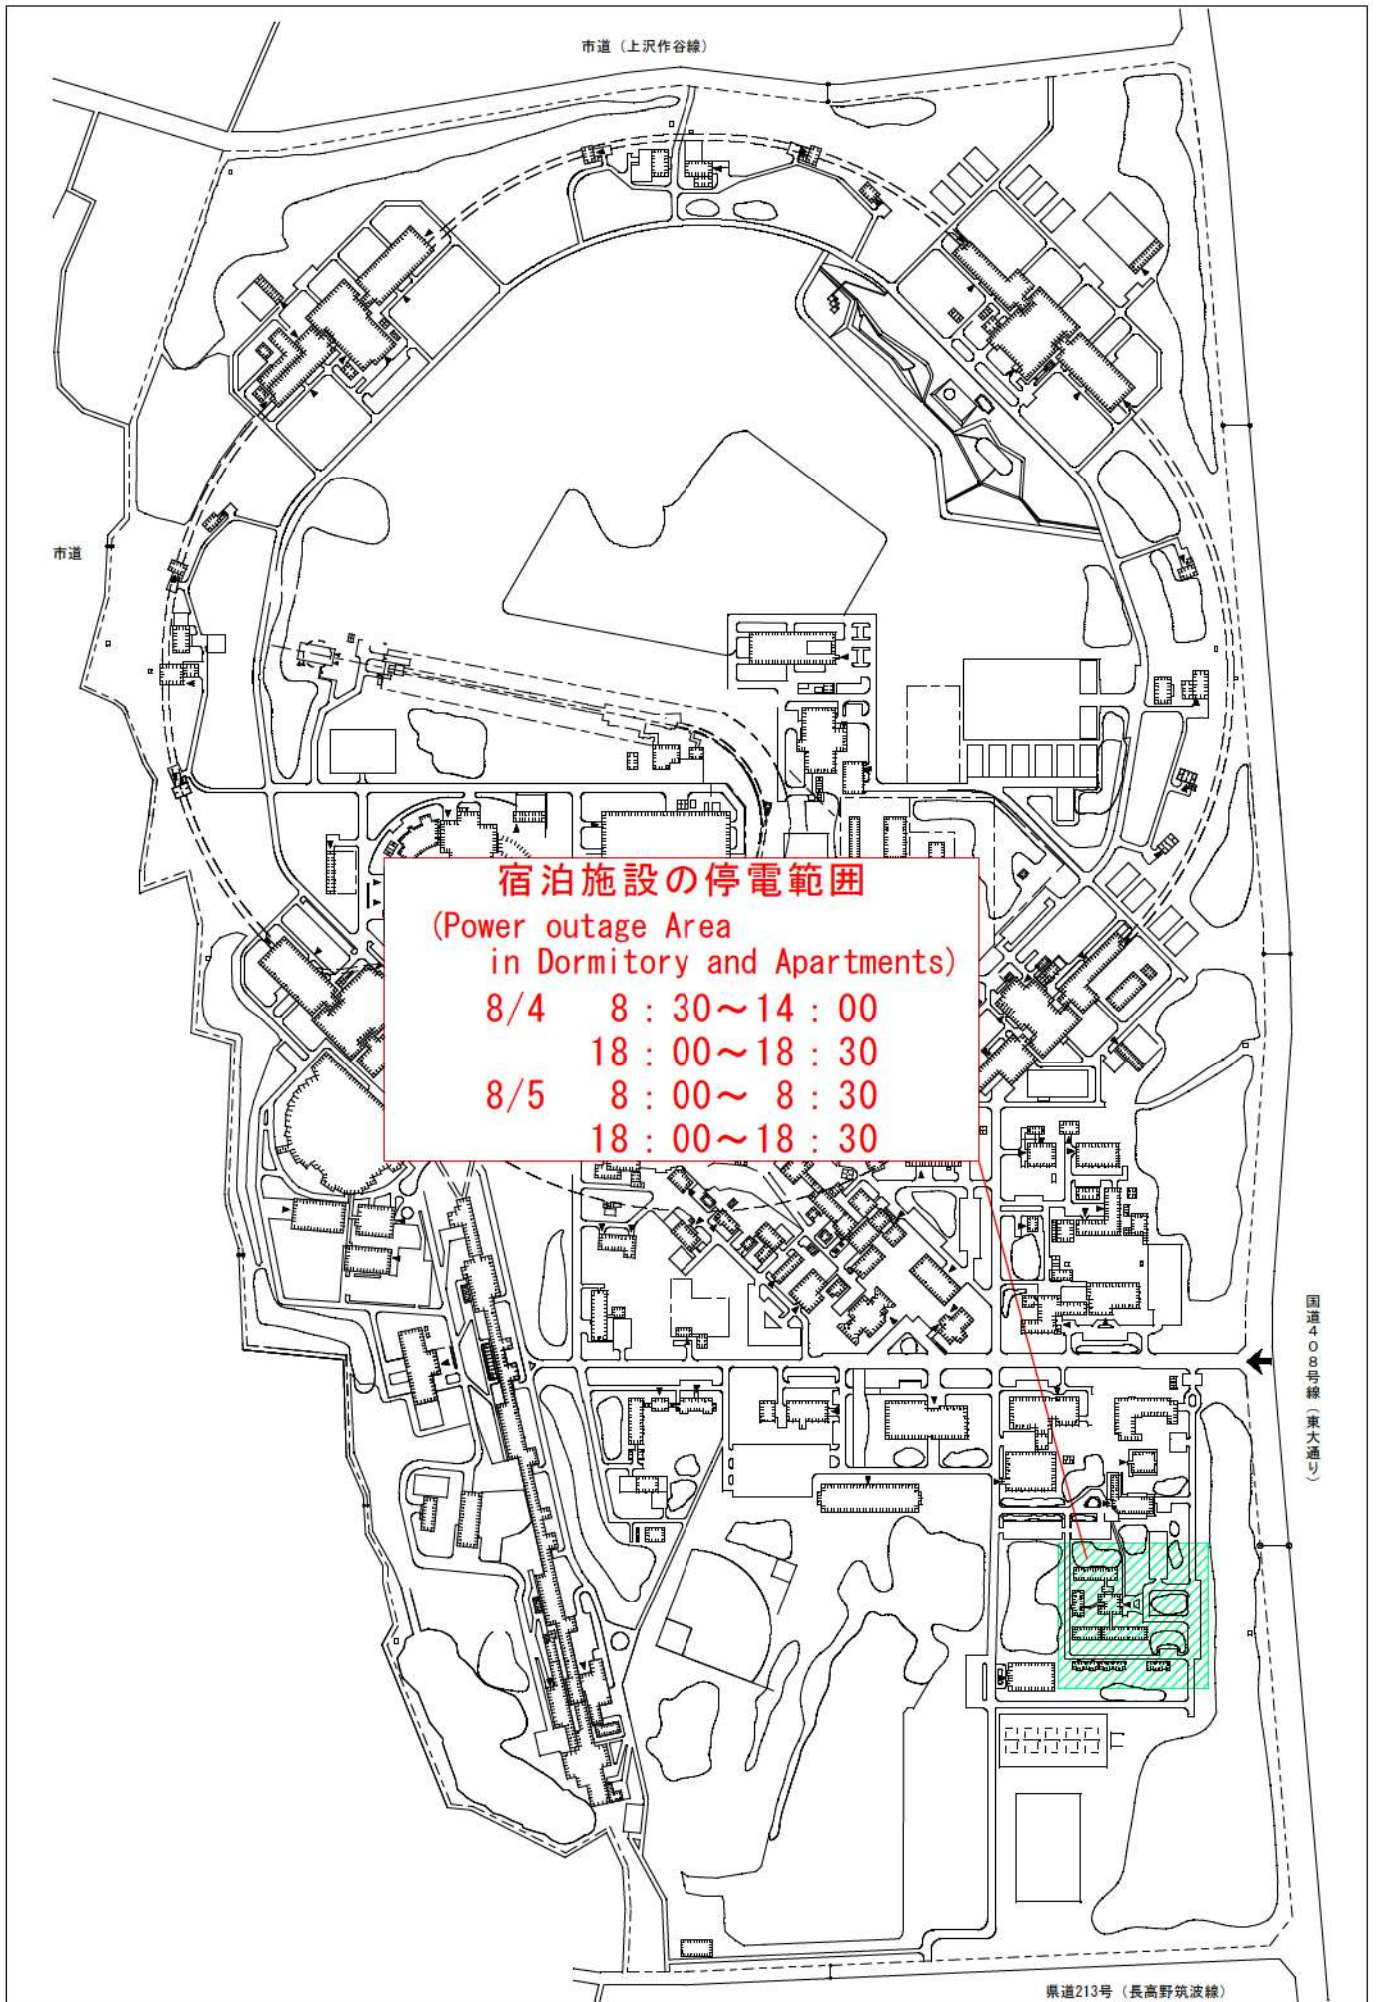 市道（上沢作谷線）
市道
宿泊施設の停電範囲
(Power outage Area
in Dormitory and Apartments)
8/4 8：30～14：00
18：00～18：30
8/5 8：00～ 8：30
18：00～18：30
国道４０８号線（東大通り）
県道213号（長高野筑波線）